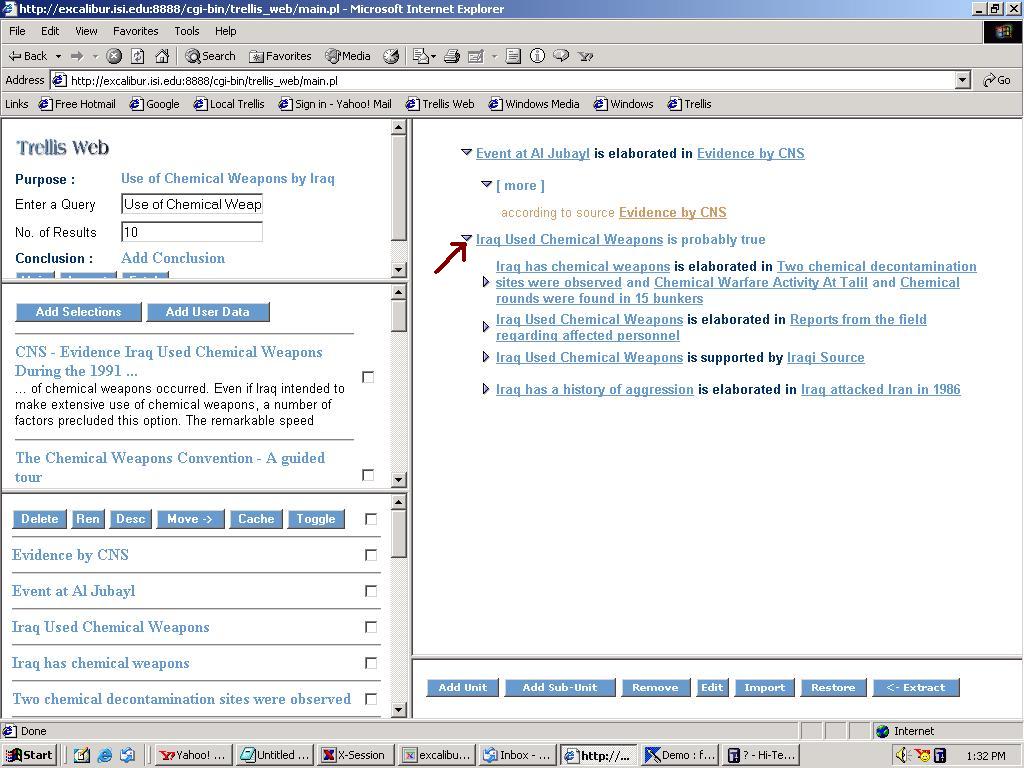 http://excalibur.isi.edu:8888/cgi-bin/trellis_web/main.pl - Microsoft Internet Explorer
File Edit View Favorites Tools Help
Back Search Favorites Media
Address http://excalibur.isi.edu:8888/cgi-bin/trellis_web/main.pl Go
Links Free Hotmail Google Local Trellis Sign in - Yahoo! Mail Trellis Web Windows Media Windows Trellis
Trellis Web
Purpose : Use of Chemical Weapons by Iraq
Enter a Query Use of Chemical Weap
No. of Results 10
Conclusion : Add Conclusion
Add Selections Add User Data
CNS - Evidence Iraq Used Chemical Weapons
During the 1991 ...
... of chemical weapons occurred. Even if Iraq intended to
make extensive use of chemical weapons, a number of
factors precluded this option. The remarkable speed
The Chemical Weapons Convention - A guided
tour
Delete Ren Desc Move -> Cache Toggle
Evidence by CNS
Event at Al Jubayl
Iraq Used Chemical Weapons
Iraq has chemical weapons
Two chemical decontamination sites were observed
Event at Al Jubayl is elaborated in Evidence by CNS
[ more ]
according to source Evidence by CNS
Iraq Used Chemical Weapons is probably true
Iraq has chemical weapons is elaborated in Two chemical decontamination
sites were observed and Chemical Warfare Activity At Talil and Chemical
rounds were found in 15 bunkers
Iraq Used Chemical Weapons is elaborated in Reports from the field
regarding affected personnel
Iraq Used Chemical Weapons is supported by Iraqi Source
Iraq has a history of aggression is elaborated in Iraq attacked Iran in 1986
Add Unit Add Sub-Unit Remove Edit Import Restore <- Extract
Done Internet
Start Yahoo! ... Untitled ... X-Session excalibu... Inbox - ... http://... Demo : f... ? - Hi-Te... 1:32 PM